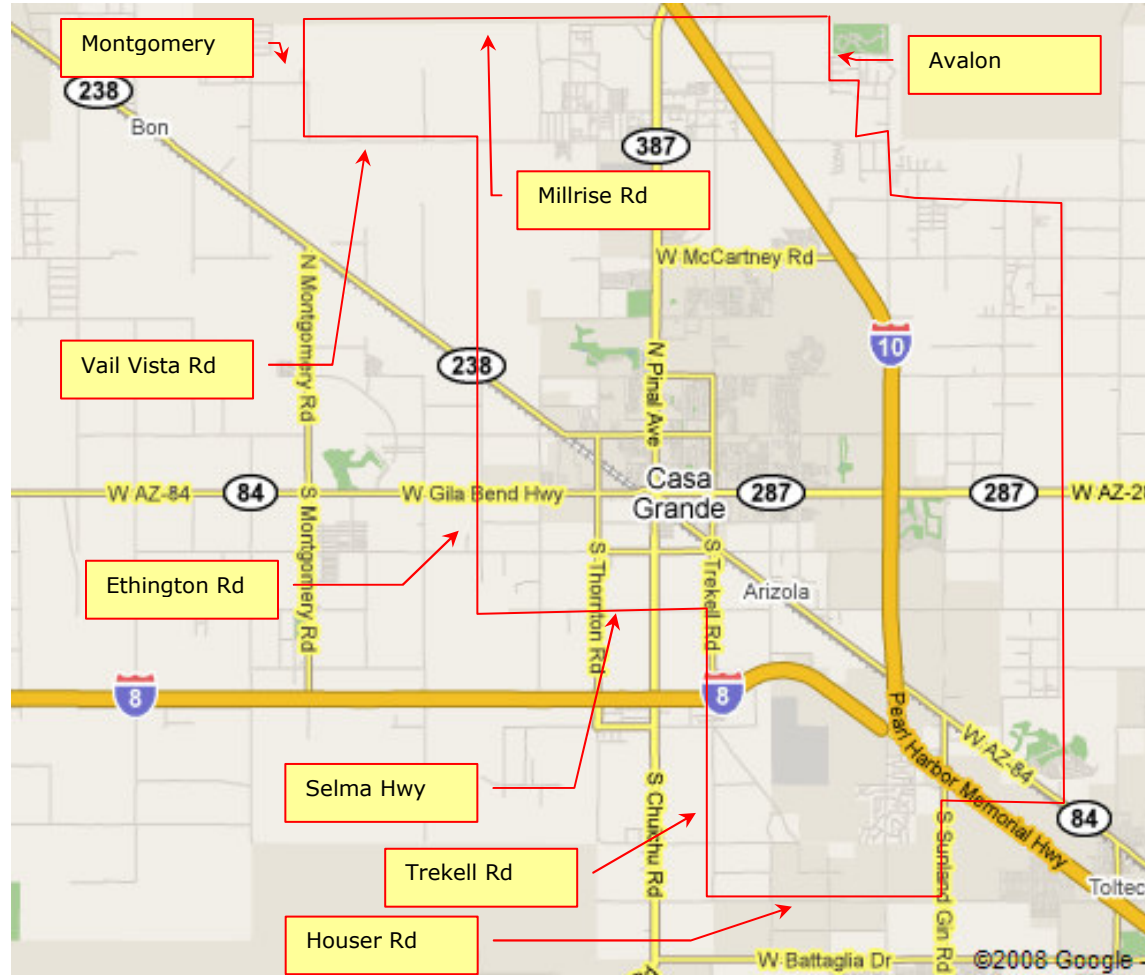 Montgomery
Avalon
238
Bon
387
Millrise Rd
W McCartney Rd
N Montgomery Rd
10
Vail Vista Rd
238
N Pinal Ave
Casa
Grande
W AZ-84
84
W Gila Bend Hwy
287
287
W AZ-2
S Montgomery Rd
S Thornton Rd
S Trekell Rd
Ethington Rd
Arizola
8
8
Pearl Harbor Memorial Hwy
W AZ-84
Selma Hwy
S Chuichu Rd
S Sunland Gin Rd
84
Trekell Rd
Toltec
Houser Rd
W Battaglia Dr
©2008 Google -